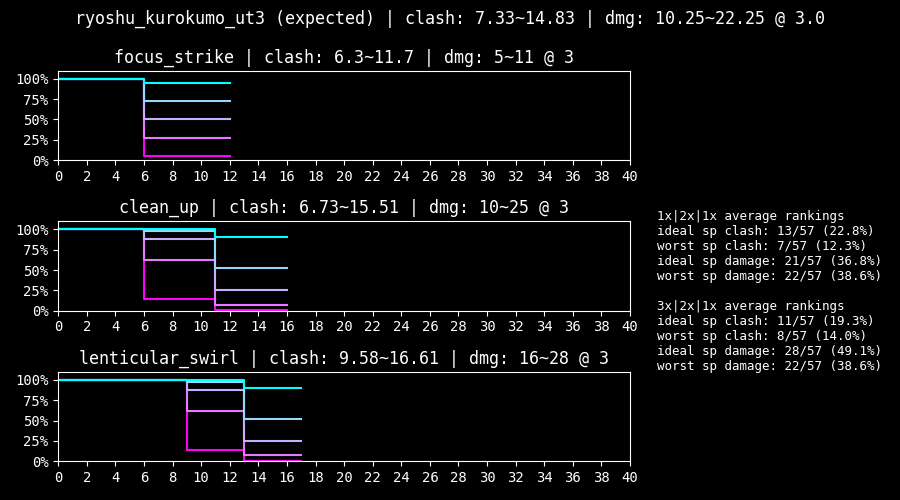 ryoshu_kurokumo_ut3 (expected) | clash: 7.33~14.83 | dmg: 10.25~22.25 @ 3.0
focus_strike | clash: 6.3~11.7 | dmg: 5~11 @ 3
100%
75%
50%
25%
0%
0 2 4 6 8 10 12 14 16 18 20 22 24 26 28 30 32 34 36 38 40
clean_up | clash: 6.73~15.51 | dmg: 10~25 @ 3
100%
75%
50%
25%
0%
0 2 4 6 8 10 12 14 16 18 20 22 24 26 28 30 32 34 36 38 40
lenticular_swirl | clash: 9.58~16.61 | dmg: 16~28 @ 3
100%
75%
50%
25%
0%
0 2 4 6 8 10 12 14 16 18 20 22 24 26 28 30 32 34 36 38 40
1x|2x|1x average rankings
ideal sp clash: 13/57 (22.8%)
worst sp clash: 7/57 (12.3%)
ideal sp damage: 21/57 (36.8%)
worst sp damage: 22/57 (38.6%)
3x|2x|1x average rankings
ideal sp clash: 11/57 (19.3%)
worst sp clash: 8/57 (14.0%)
ideal sp damage: 28/57 (49.1%)
worst sp damage: 22/57 (38.6%)